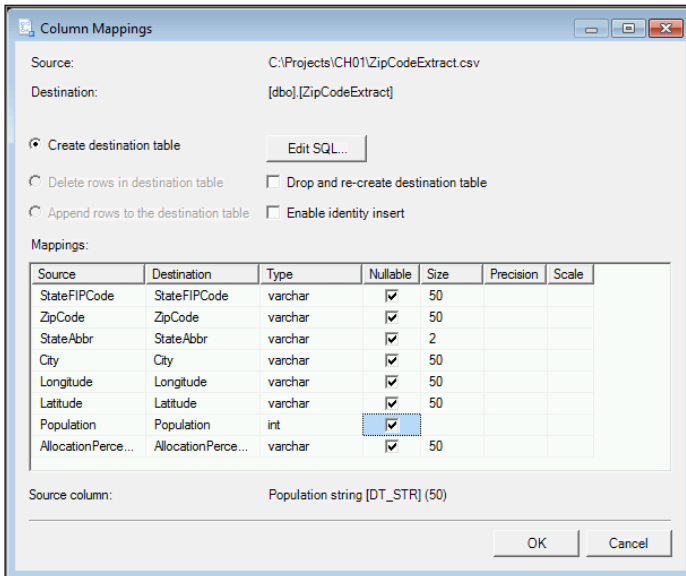 Column Mappings
Source: C:\Projects\CH01\ZipCodeExtract.csv
Destination: [dbo].[ZipCodeExtract]
Create destination table Edit SQL...
Delete rows in destination table Drop and re-create destination table
Append rows to the destination table Enable identity insert
Mappings:
Source Destination Type Nullable Size Precision Scale
StateFIPCode StateFIPCode varchar 50
ZipCode ZipCode varchar 50
StateAbbr StateAbbr varchar 2
City City varchar 50
Longitude Longitude varchar 50
Latitude Latitude varchar 50
Population Population int
AllocationPerce... AllocationPerce... varchar 50
Source column: Population string [DT_STR] (50)
OK Cancel